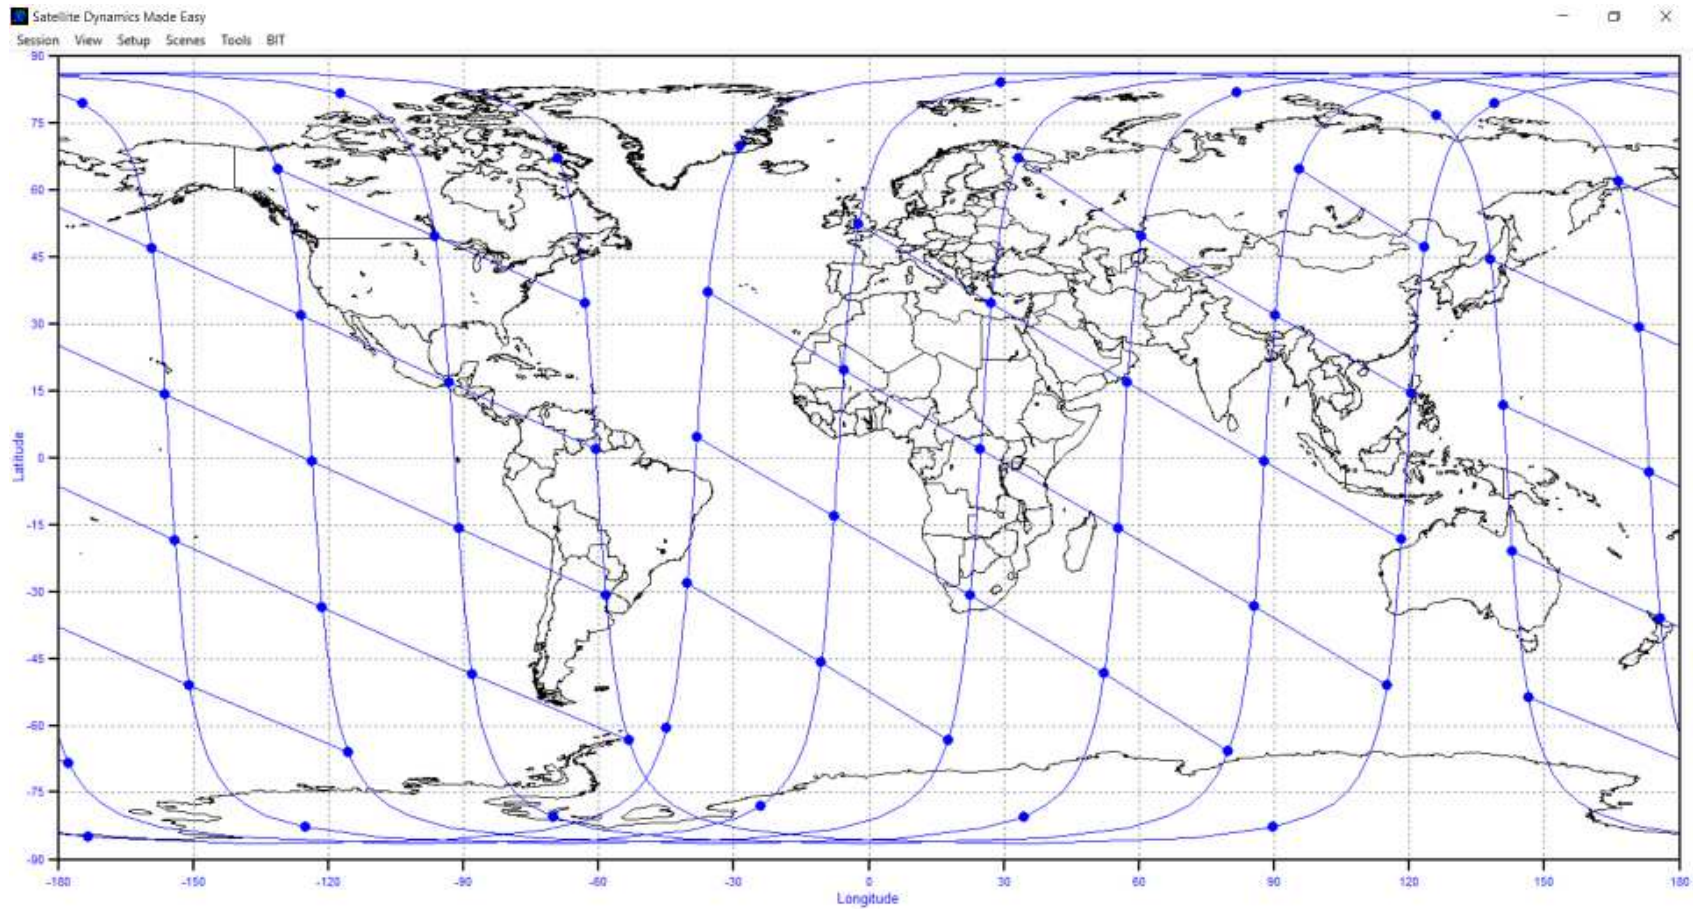 Satellite Dynamics Made Easy
Session View Setup Scenes Tools BIT
90
75
60
45
30
15
0
-15
-30
-45
-60
-75
-90
Latitude
-180 -150 -120 -90 -60 -30 0 30 60 90 120 150 180
Longitude